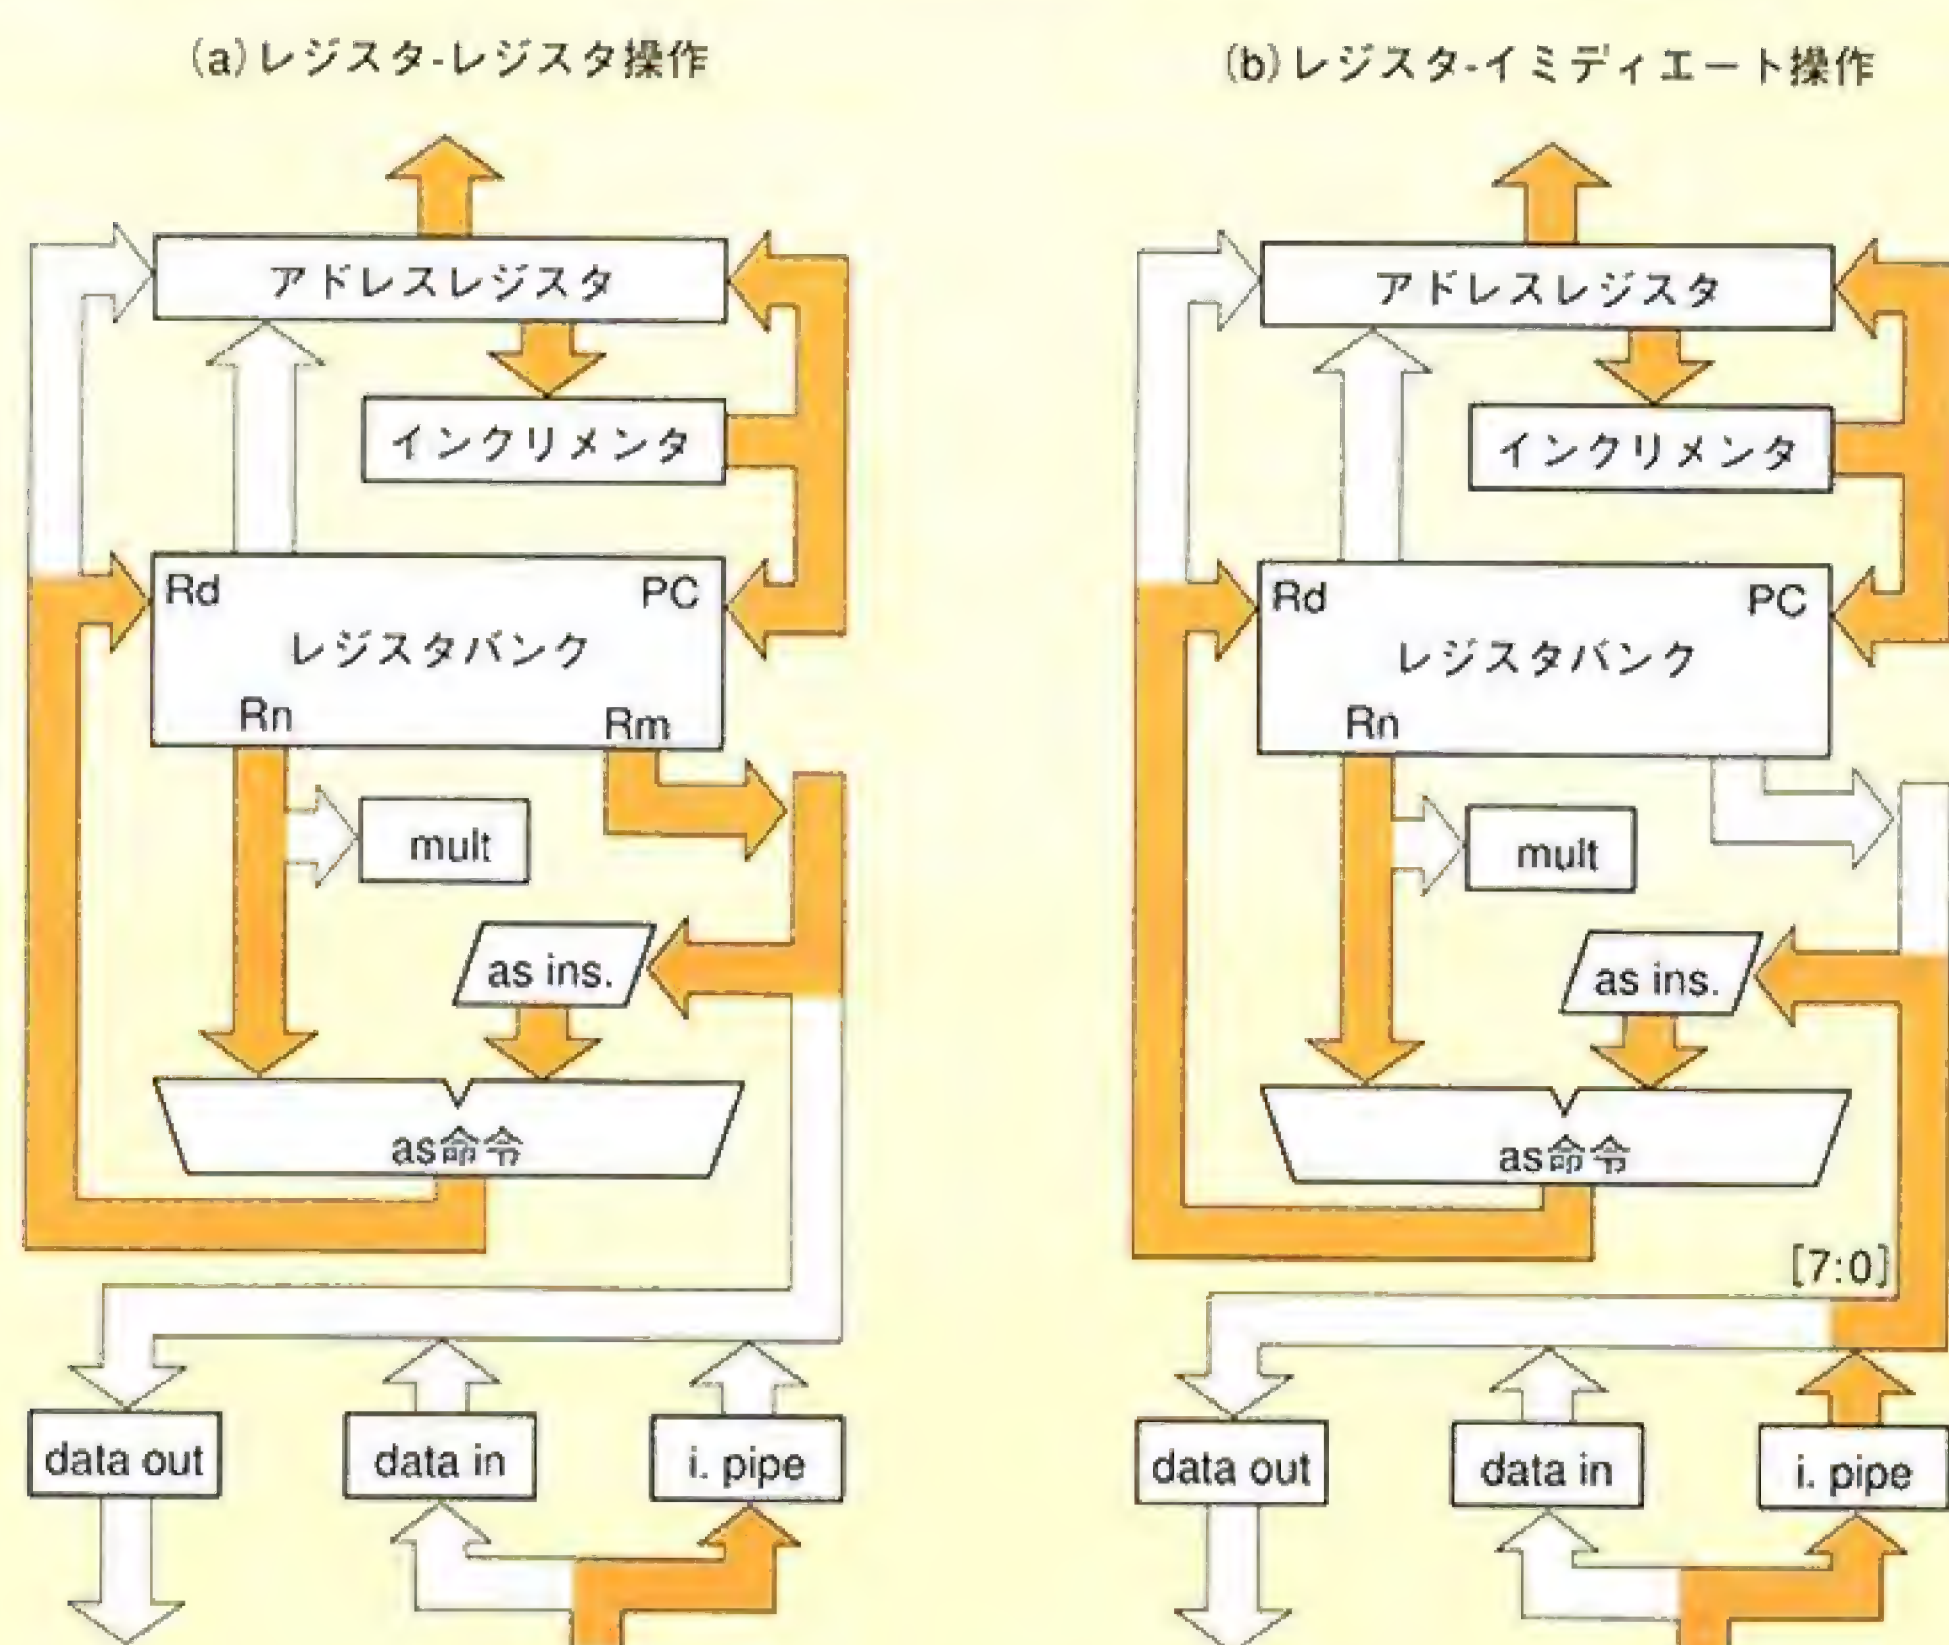 (a)レジスタ-レジスタ操作
アドレスレジスタ
インクリメンタ
Rd
PC
レジスタバンク
Rn
Rm
mult
as ins.
as命令
data out
data in
i. pipe
(b)レジスタ-イミディエート操作
アドレスレジスタ
インクリメンタ
Rd
PC
レジスタバンク
Rn
mult
as ins.
as命令
[7:0]
data out
data in
i. pipe